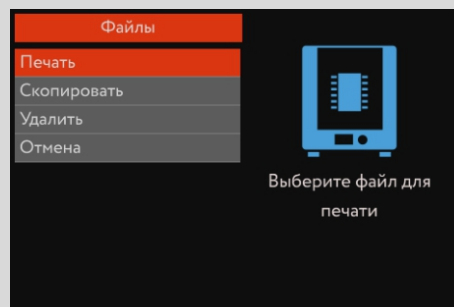 Файлы
Печать
Скопировать
Удалить
Отмена
Выберите файл для
печати